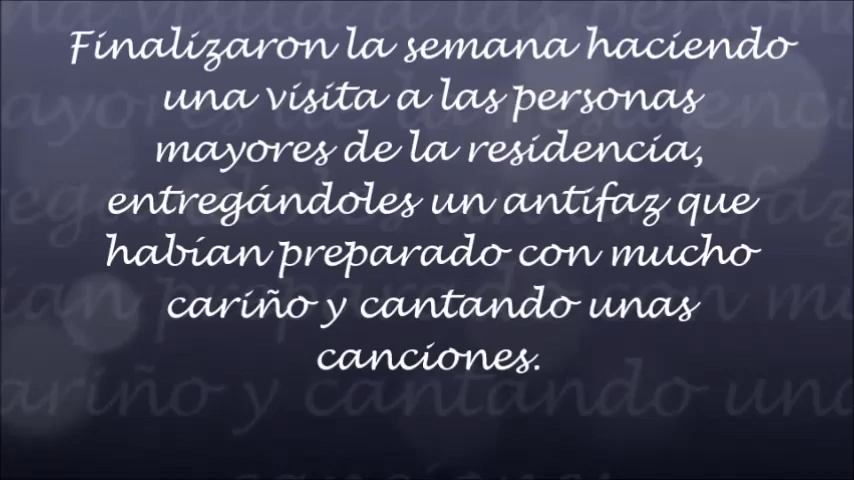 Finalizaron la semana haciendo
una visita a las personas
mayores de la residencia,
entregándoles un antifaz que
habían preparado con mucho
cariño y cantando unas
canciones.